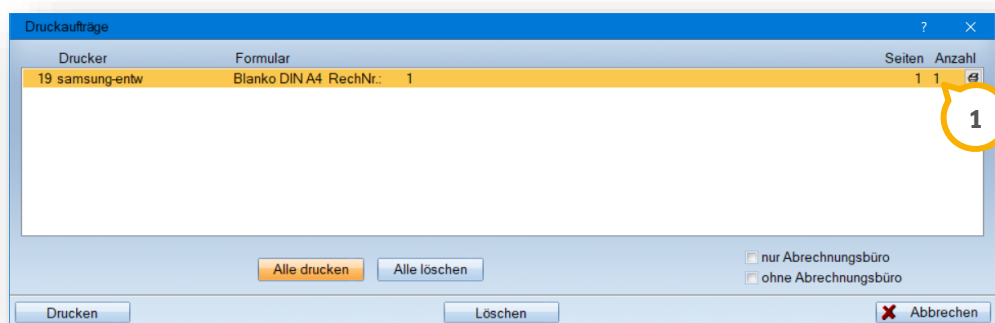 Druckaufträge ? ✕
Drucker Formular Seiten Anzahl
19 samsung-entw Blanko DIN A4 RechNr.: 1 1 1
1
Alle drucken Alle löschen
nur Abrechnungsbüro
ohne Abrechnungsbüro
Drucken Löschen Abbrechen